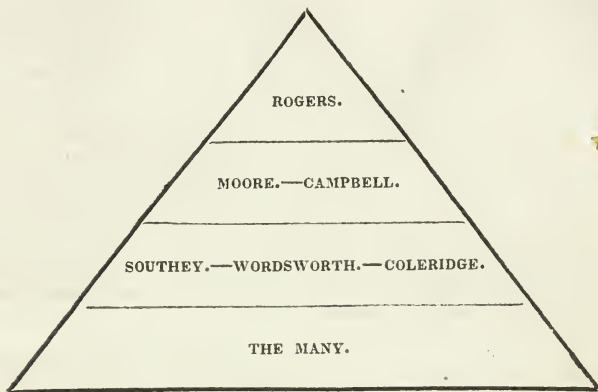 ROGERS.
MOORE.—CAMPBELL.
SOUTHEY.—WORDSWORTH.—COLERIDGE.
THE MANY.